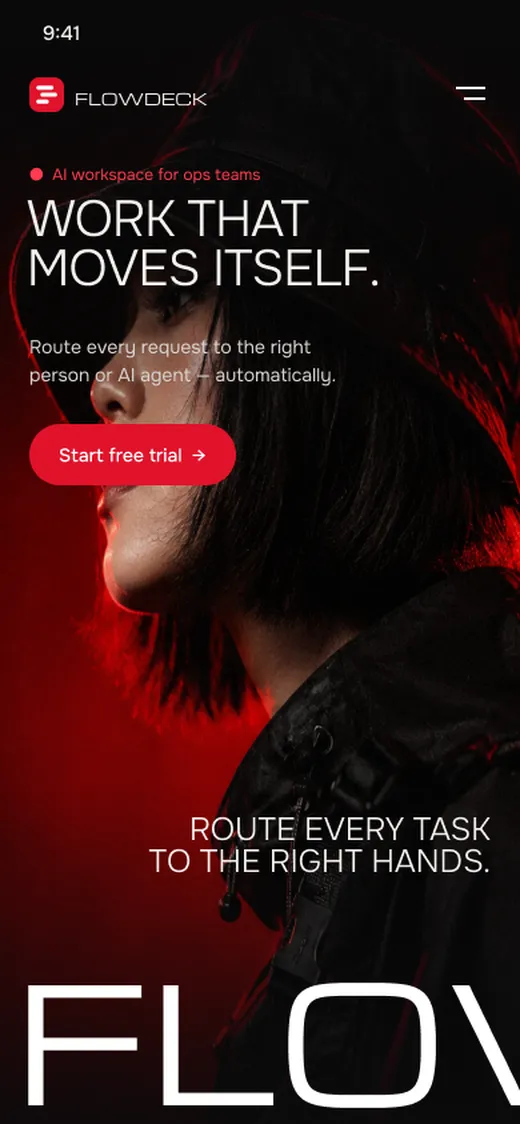 9:41
FLOWDECK
AI workspace for ops teams
WORK THAT
MOVES ITSELF.
Route every request to the right
person or AI agent — automatically.
Start free trial →
ROUTE EVERY TASK
TO THE RIGHT HANDS.
FLO